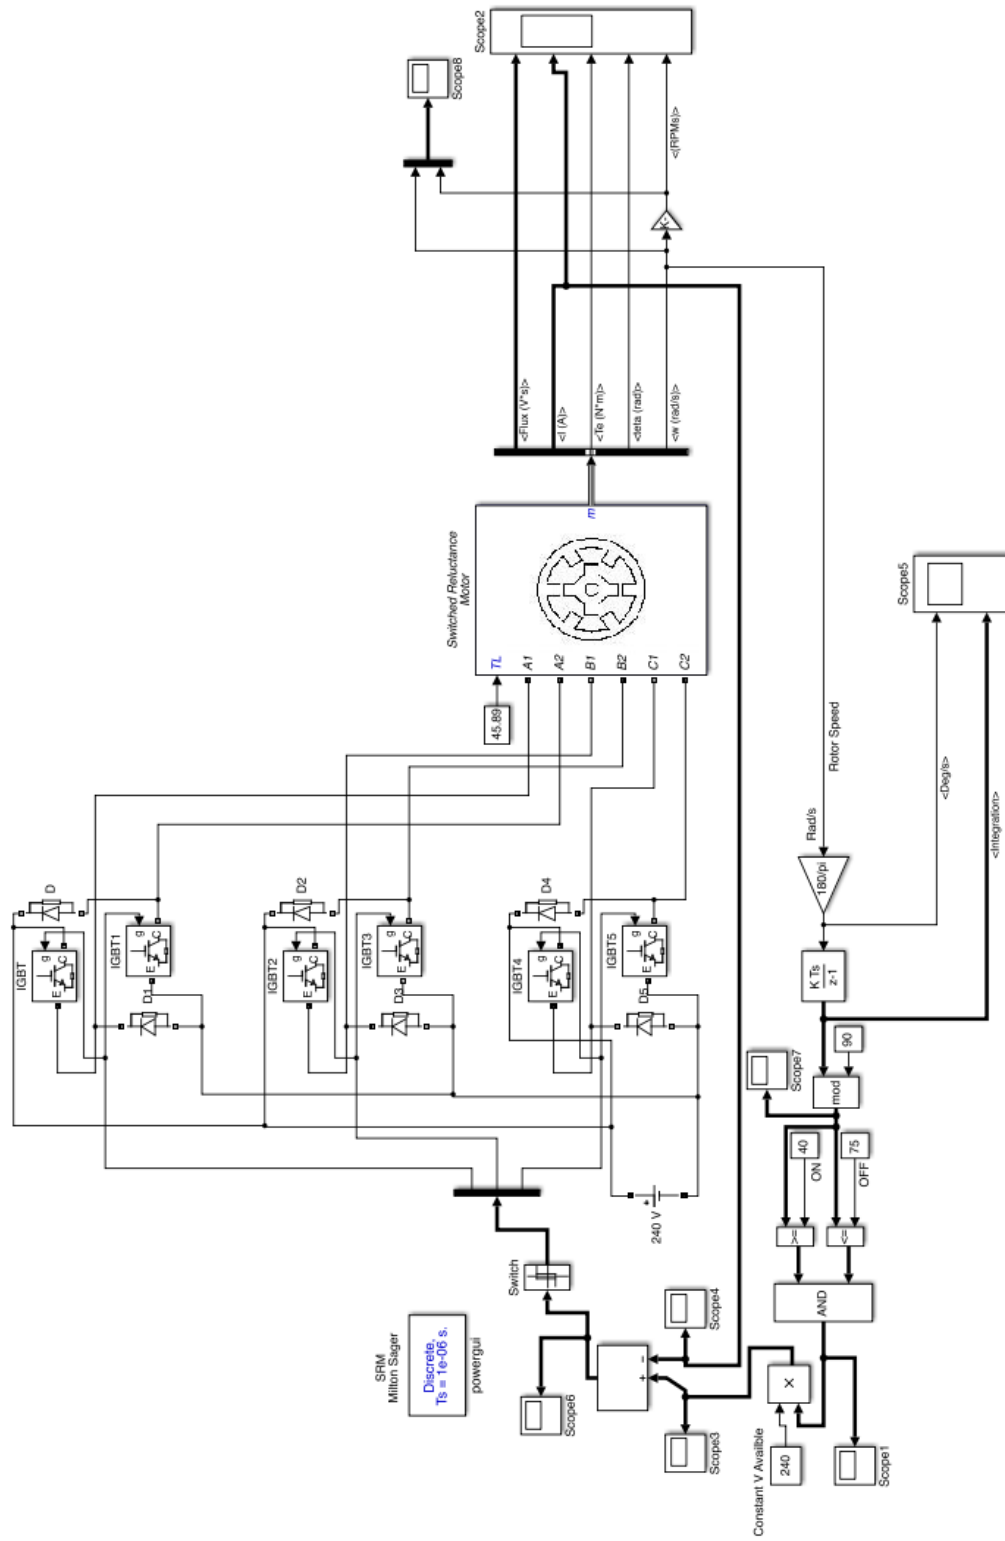 SRM
Milton Sager
Discrete,
Ts = 1e-06 s.
powergui
Scope6
Scope3
Constant V Availble
240
Scope1
×
+
−
Scope4
Switch
240 V
+
AND
>=
<=
40
ON
75
OFF
mod
90
Scope7
K Ts
z-1
180/pi
Rad/s
Rotor Speed
<Deg/s>
<Integration>
Scope5
IGBT
g
C
E
D
IGBT1
g
C
E
D1
IGBT2
g
C
E
D2
IGBT3
g
C
E
D3
IGBT4
g
C
E
D4
IGBT5
g
C
E
D5
45.89
Switched Reluctance
Motor
TL
A1
A2
B1
B2
C1
C2
m
<Flux (V*s)>
<I (A)>
<Te (N*m)>
<teta (rad)>
<w (rad/s)>
K-
<(RPMs)>
Scope8
Scope2